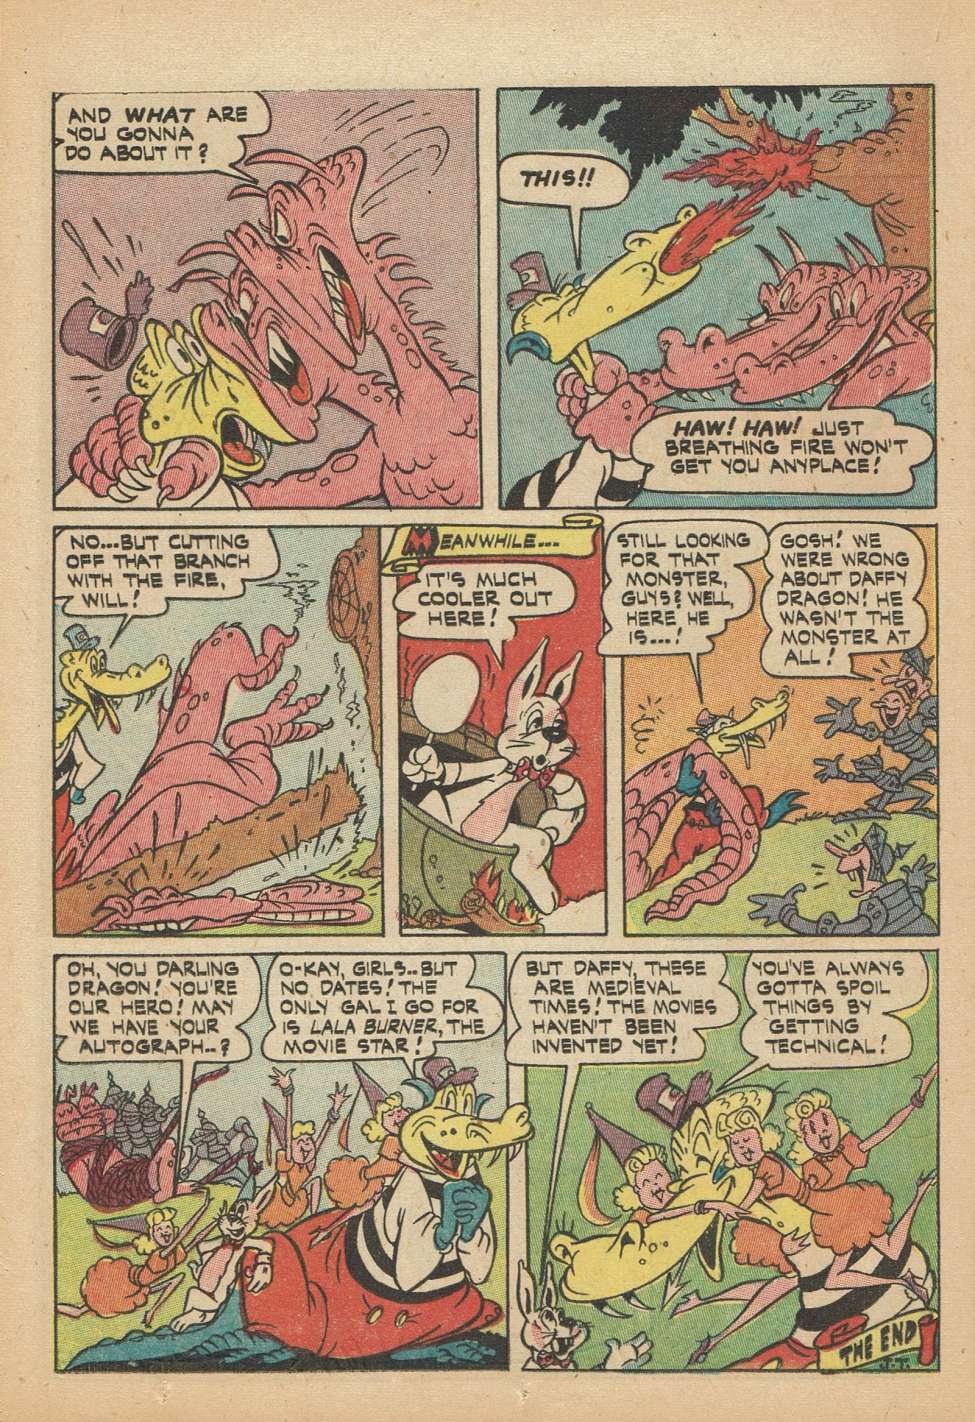 AND WHAT ARE
YOU GONNA
DO ABOUT IT?
THIS!!
HAW! HAW! JUST
BREATHING FIRE WON'T
GET YOU ANYPLACE!
NO...BUT CUTTING
OFF THAT BRANCH
WITH THE FIRE,
WILL!
MEANWHILE...
IT'S MUCH
COOLER OUT
HERE!
STILL LOOKING
FOR THAT
MONSTER,
GUYS? WELL,
HERE HE
IS...!
GOSH! WE
WERE WRONG
ABOUT DAFFY
DRAGON! HE
WASN'T THE
MONSTER AT
ALL!
OH, YOU DARLING
DRAGON! YOU'RE
OUR HERO! MAY
WE HAVE YOUR
AUTOGRAPH..?
O-KAY, GIRLS..BUT
NO DATES! THE
ONLY GAL I GO FOR
IS LALA BURNER, THE
MOVIE STAR!
BUT DAFFY, THESE
ARE MEDIEVAL
TIMES! THE MOVIES
HAVEN'T BEEN
INVENTED YET!
YOU'VE ALWAYS
GOTTA SPOIL
THINGS BY
GETTING
TECHNICAL!
THE END